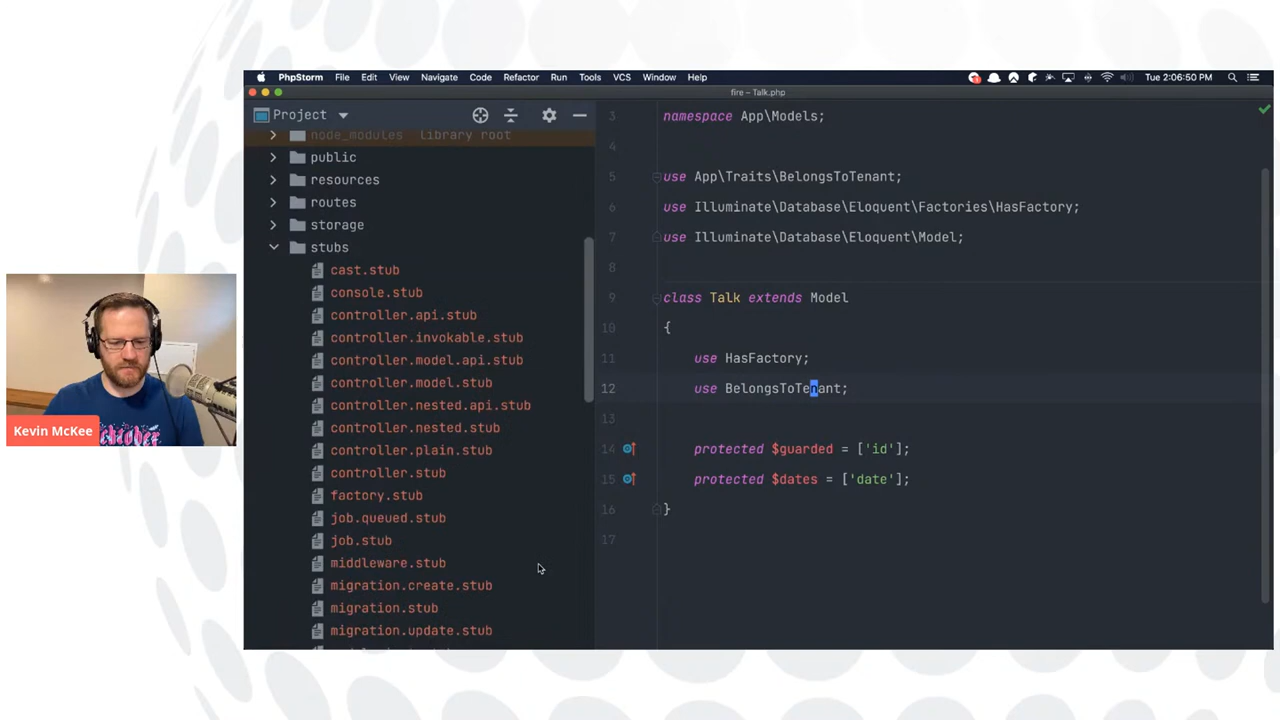 PhpStorm File Edit View Navigate Code Refactor Run Tools VCS Window Help Tue 2:06:50 PM
fire – Talk.php
Project
node_modules library root
public
resources
routes
storage
stubs
cast.stub
console.stub
controller.api.stub
controller.invokable.stub
controller.model.api.stub
controller.model.stub
controller.nested.api.stub
controller.nested.stub
controller.plain.stub
controller.stub
factory.stub
job.queued.stub
job.stub
middleware.stub
migration.create.stub
migration.stub
migration.update.stub
3 namespace App\Models;
4
5 use App\Traits\BelongsToTenant;
6 use Illuminate\Database\Eloquent\Factories\HasFactory;
7 use Illuminate\Database\Eloquent\Model;
8
9 class Talk extends Model
10 {
11 use HasFactory;
12 use BelongsToTenant;
13
14 protected $guarded = ['id'];
15 protected $dates = ['date'];
16 }
17
Kevin McKee